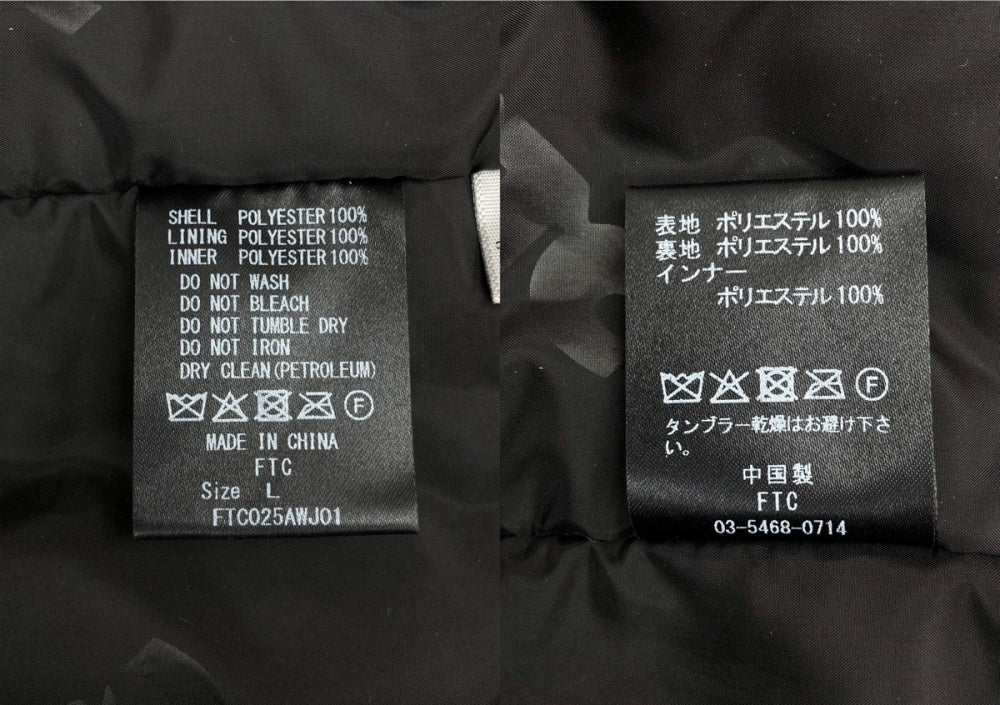 SHELL POLYESTER100%
LINING POLYESTER100%
INNER POLYESTER100%
DO NOT WASH
DO NOT BLEACH
DO NOT TUMBLE DRY
DO NOT IRON
DRY CLEAN(PETROLEUM)
F
MADE IN CHINA
FTC
Size L
FTC025AWJ01
表地 ポリエステル100%
裏地 ポリエステル100%
インナー
ポリエステル100%
F
タンブラー乾燥はお避け下さ
い。
中国製
FTC
03-5468-0714